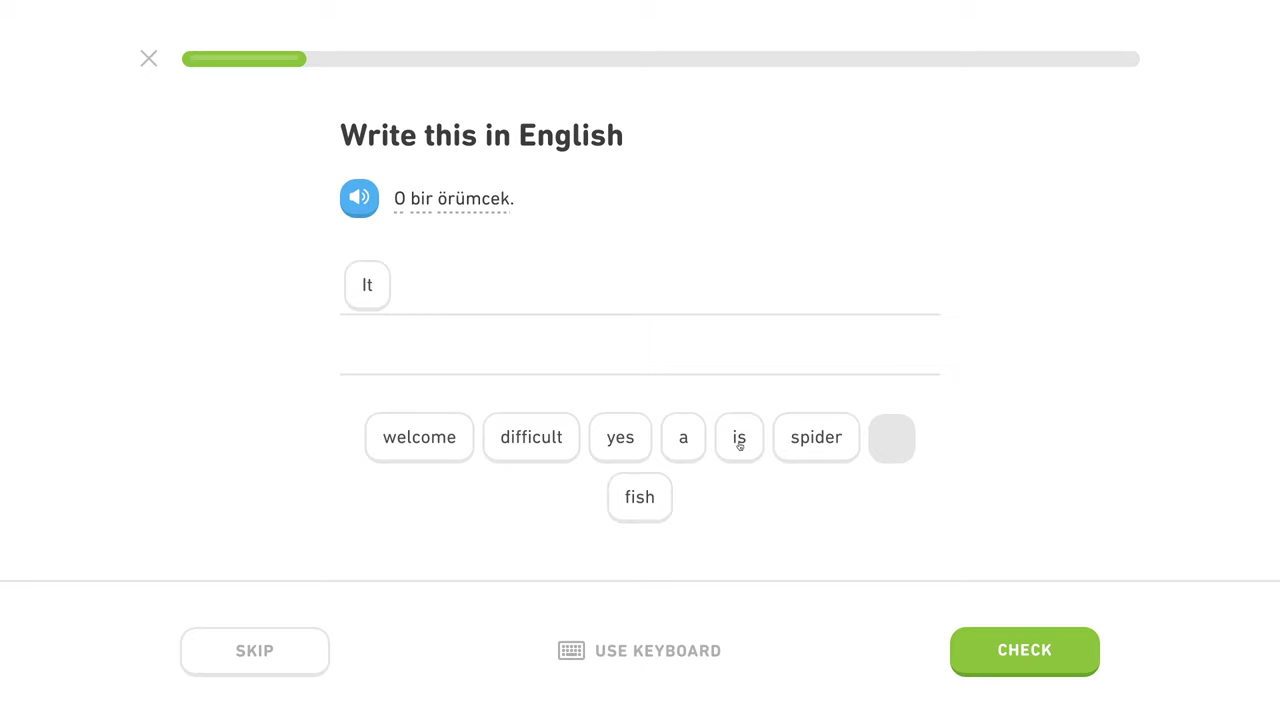 Write this in English
O bir örümcek.
It
welcome difficult yes a is spider
fish
SKIP USE KEYBOARD CHECK